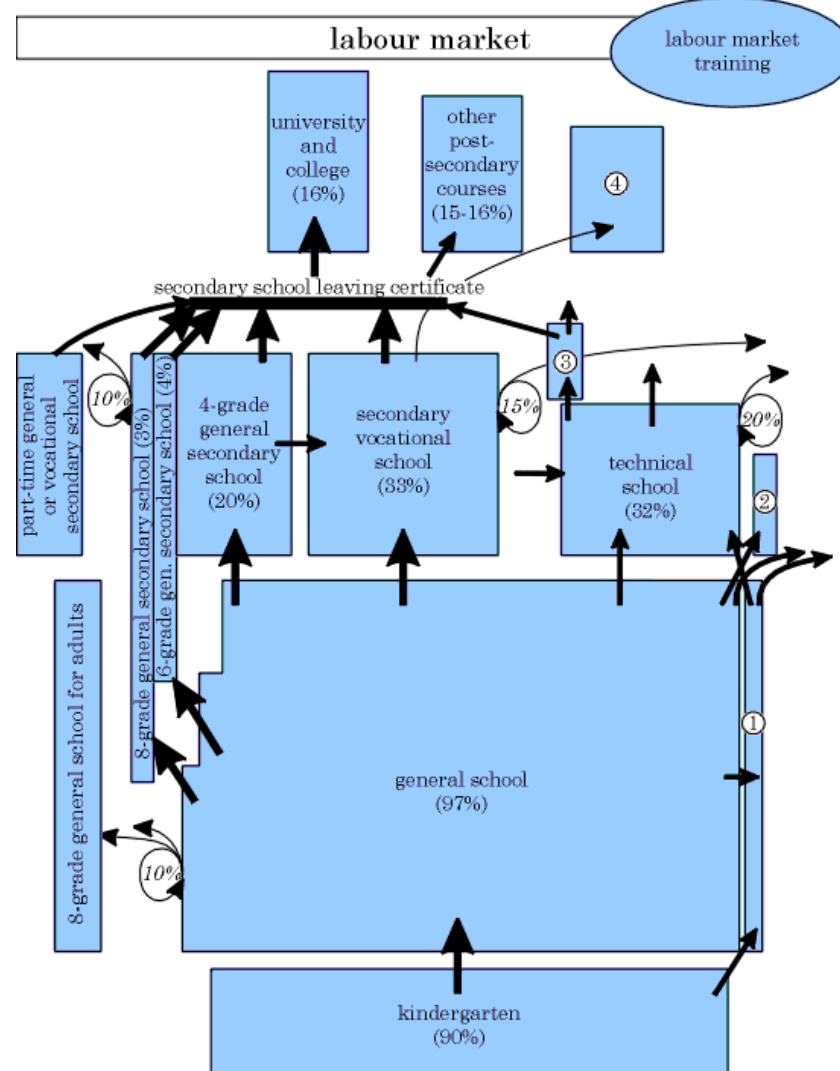 labour market
labour market
training
university
and
college
(16%)
other
post-
secondary
courses
(15-16%)
④
secondary school leaving certificate
part-time general
or vocational
secondary school
10%
8-grade general secondary school (3%)
6-grade gen. secondary school (4%)
4-grade
general
secondary
school
(20%)
secondary
vocational
school
(33%)
15%
③
technical
school
(32%)
20%
②
8-grade general school for adults
10%
general school
(97%)
①
kindergarten
(90%)